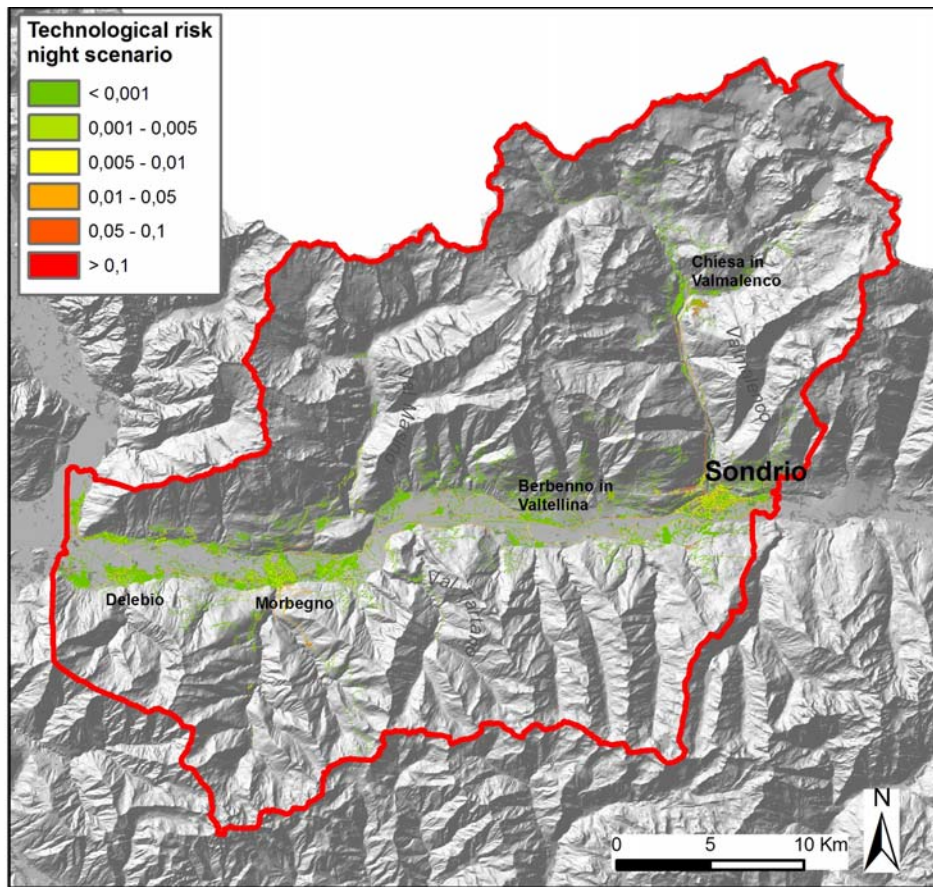 Technological risk
night scenario
< 0,001
0,001 - 0,005
0,005 - 0,01
0,01 - 0,05
0,05 - 0,1
> 0,1
Chiesa in
Valmalenco
Valmalenco
Sondrio
Berbenno in
Valtellina
Delebio
Morbegno
N
0 5 10 Km